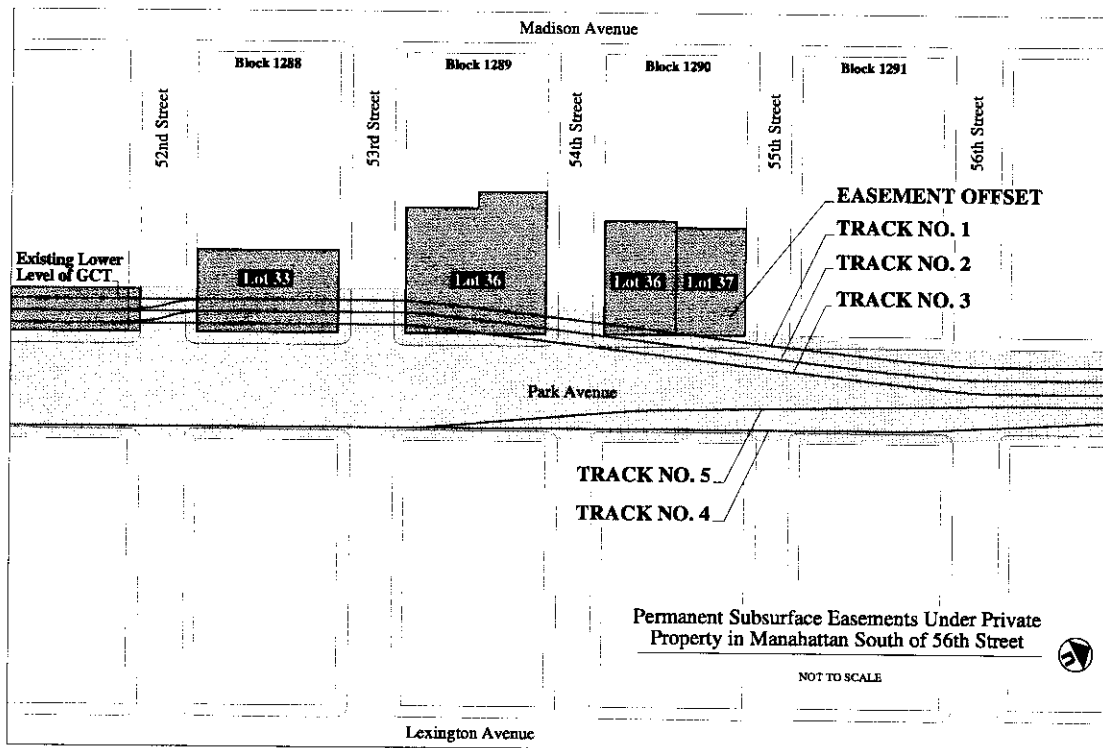 Madison Avenue
Block 1288
Block 1289
Block 1290
Block 1291
52nd Street
53rd Street
54th Street
55th Street
56th Street
EASEMENT OFFSET
TRACK NO. 1
TRACK NO. 2
TRACK NO. 3
Existing Lower
Level of GCT
Lot 33
Lot 36
Lot 36
Lot 37
Park Avenue
TRACK NO. 5
TRACK NO. 4
Permanent Subsurface Easements Under Private
Property in Manahattan South of 56th Street
NOT TO SCALE
n
Lexington Avenue